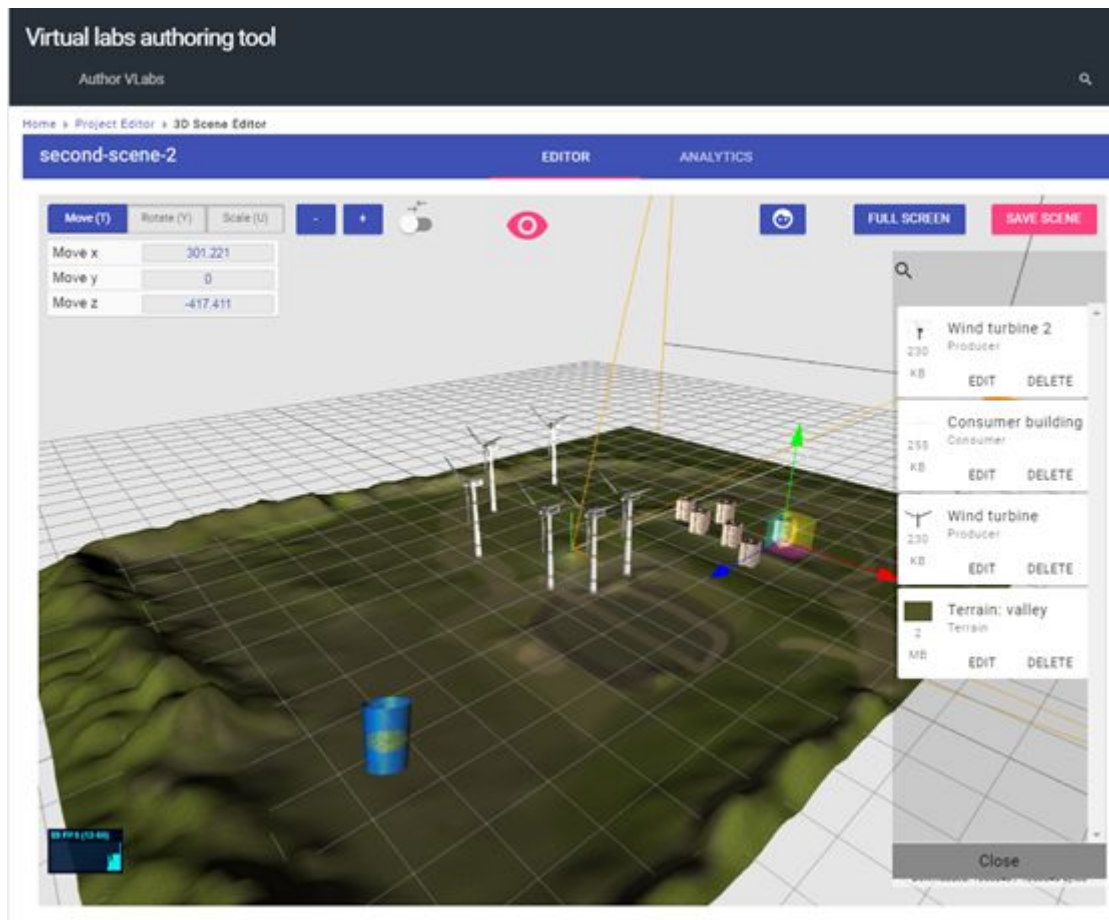 Virtual labs authoring tool
Author VLabs
Home » Project Editor » 3D Scene Editor
second-scene-2 EDITOR ANALYTICS
Move (T) Rotate (Y) Scale (U) - + FULL SCREEN SAVE SCENE
Move x 301.221
Move y 0
Move z -417.411
Wind turbine 2
Producer
230 KB
EDIT DELETE
Consumer building
Consumer
255 KB
EDIT DELETE
Wind turbine
Producer
230 KB
EDIT DELETE
Terrain: valley
Terrain
2 MB
EDIT DELETE
Close